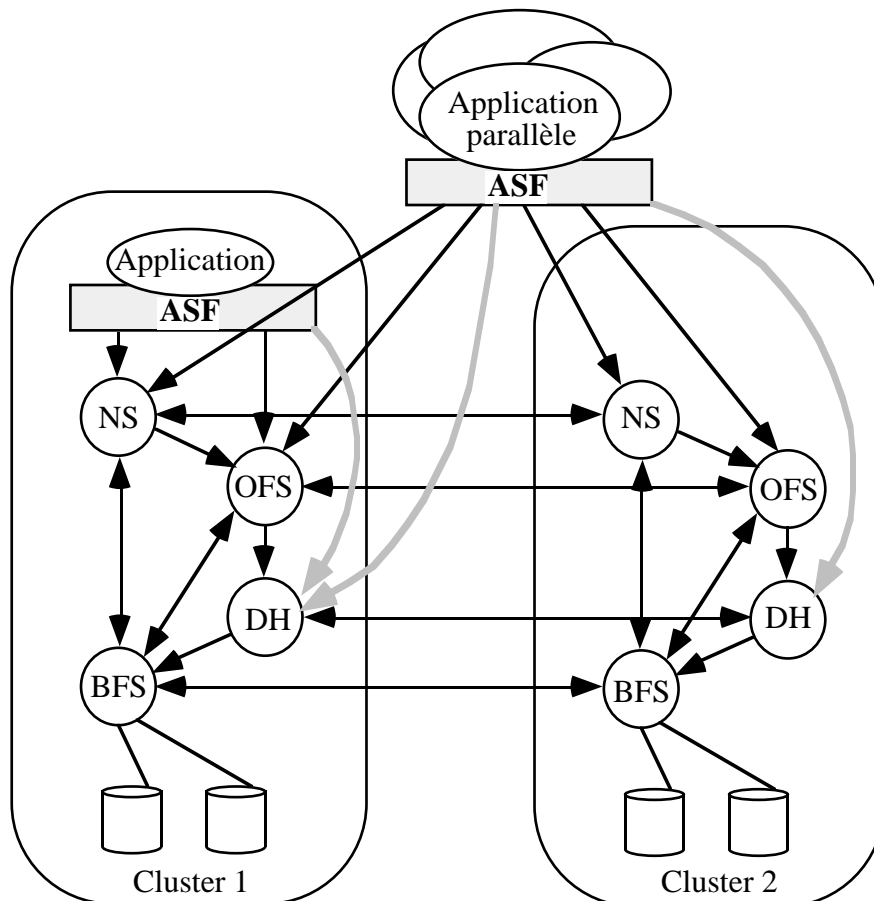 Application
parallèle
ASF
Application
ASF
NS
NS
OFS
OFS
DH
DH
BFS
BFS
Cluster 1
Cluster 2